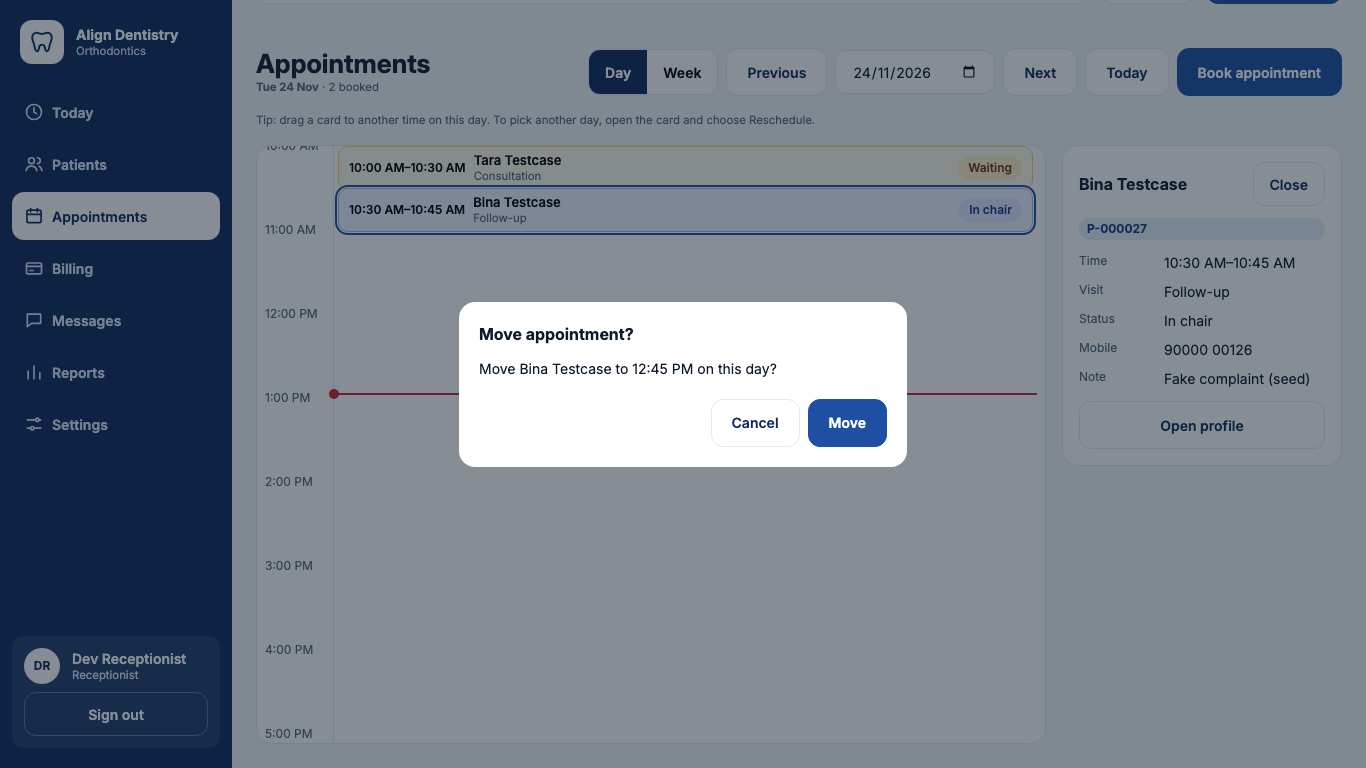 Align Dentistry
Orthodontics
Today
Patients
Appointments
Billing
Messages
Reports
Settings
DR
Dev Receptionist
Receptionist
Sign out
Appointments
Tue 24 Nov · 2 booked
Day
Week
Previous
24/11/2026
Next
Today
Book appointment
Tip: drag a card to another time on this day. To pick another day, open the card and choose Reschedule.
10:00 AM
10:00 AM–10:30 AM
Tara Testcase
Consultation
Waiting
10:30 AM–10:45 AM
Bina Testcase
Follow-up
In chair
11:00 AM
12:00 PM
1:00 PM
2:00 PM
3:00 PM
4:00 PM
5:00 PM
Move appointment?
Move Bina Testcase to 12:45 PM on this day?
Cancel
Move
Bina Testcase
Close
P-000027
Time 10:30 AM–10:45 AM
Visit Follow-up
Status In chair
Mobile 90000 00126
Note Fake complaint (seed)
Open profile